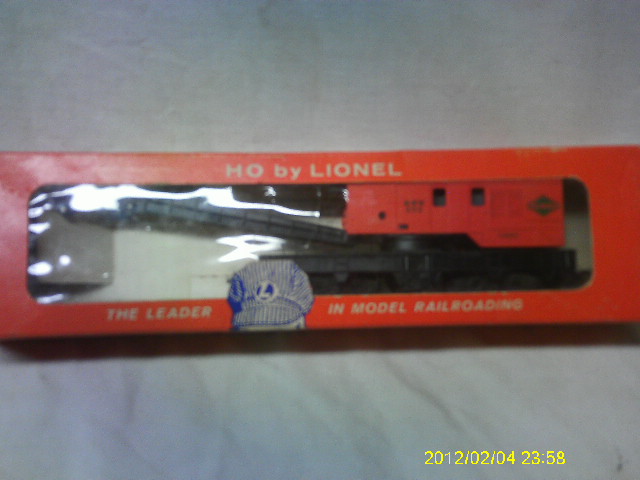 HO by LIONEL
L
THE LEADER IN MODEL RAILROADING
2012/02/04 23:58